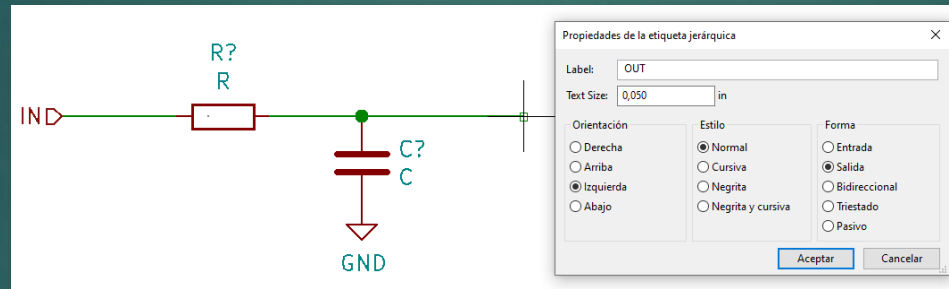 R?
R
IND
C?
C
GND
Propiedades de la etiqueta jerárquica
Label: OUT
Text Size: 0,050 in
Orientación
Derecha
Arriba
Izquierda
Abajo
Estilo
Normal
Cursiva
Negrita
Negrita y cursiva
Forma
Entrada
Salida
Bidireccional
Triestado
Pasivo
Aceptar
Cancelar